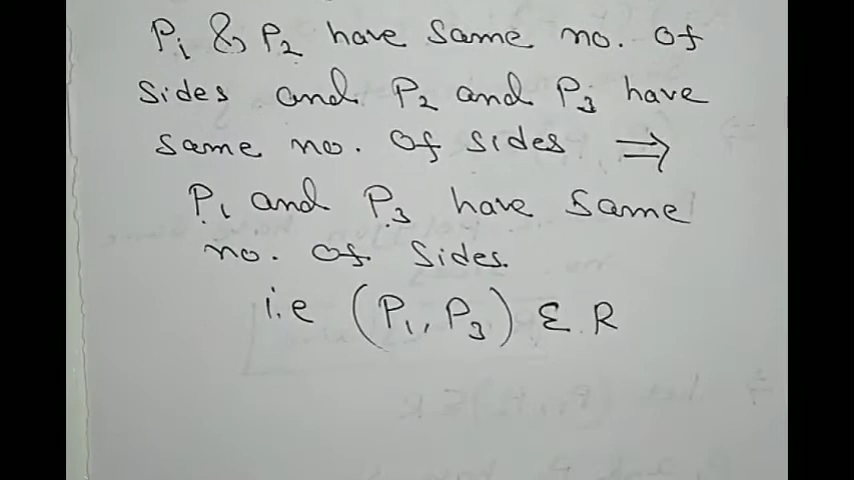 P₁ & P₂ have same no. of
sides and P₂ and P₃ have
same no. of sides ⇒
P₁ and P₃ have same
no. of sides.
i.e (P₁, P₃) ∈ R